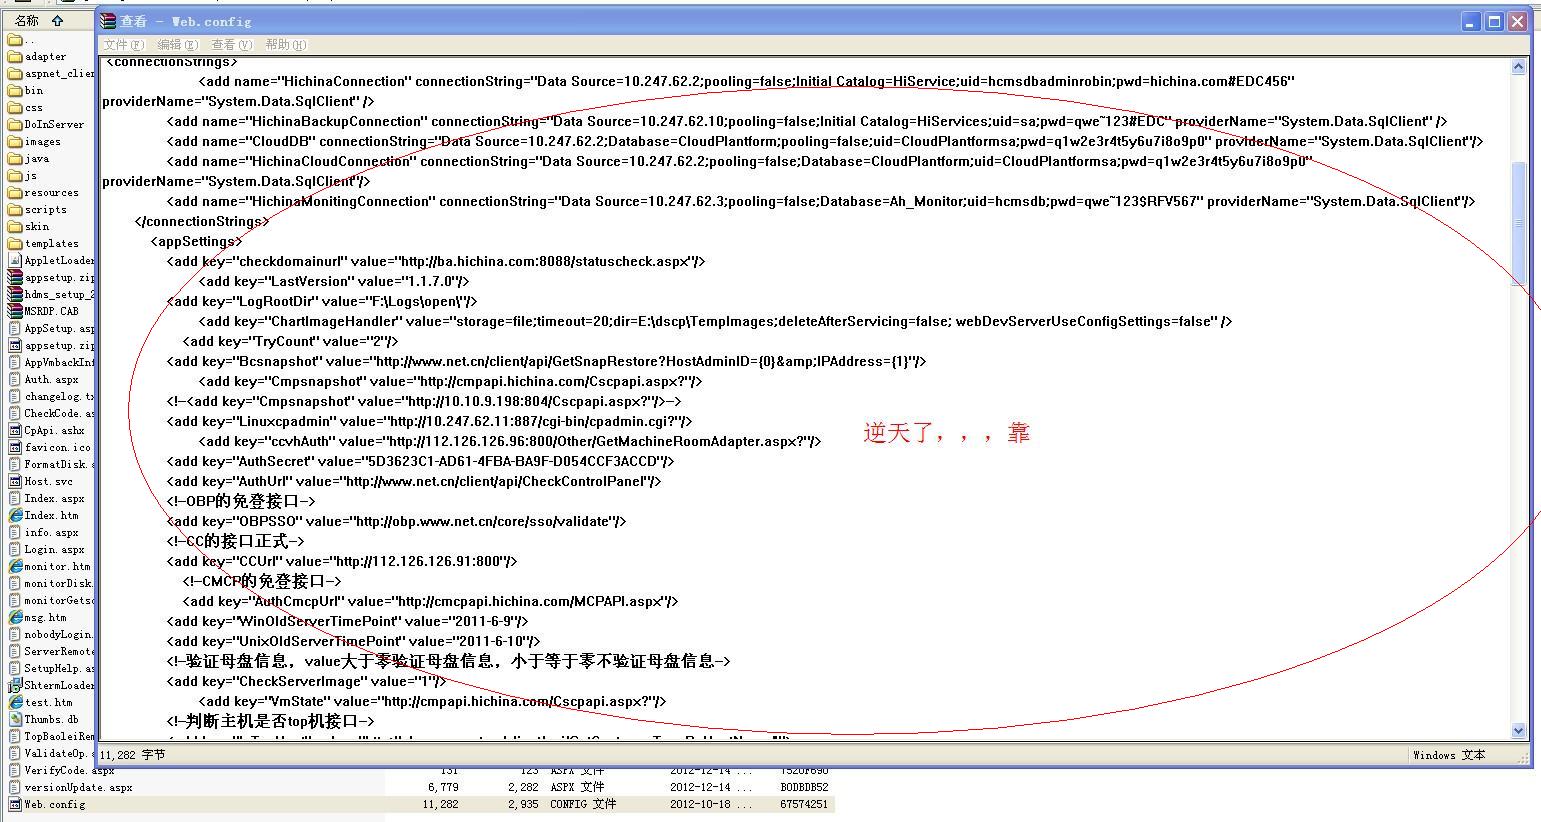 名称
查看 - Web.config
文件(F) 编辑(E) 查看(V) 帮助(H)
<connectionStrings>
<add name="HichinaConnection" connectionString="Data Source=10.247.62.2;pooling=false;Initial Catalog=HiService;uid=hcmsdbadminrobin;pwd=hichina.com#EDC456"
providerName="System.Data.SqlClient" />
<add name="HichinaBackupConnection" connectionString="Data Source=10.247.62.10;pooling=false;Initial Catalog=HiServices;uid=sa;pwd=qwe~123#EDC" providerName="System.Data.SqlClient" />
<add name="CloudDB" connectionString="Data Source=10.247.62.2;Database=CloudPlantform;pooling=false;uid=CloudPlantformsa;pwd=q1w2e3r4t5y6u7i8o9p0" providerName="System.Data.SqlClient"/>
<add name="HichinaCloudConnection" connectionString="Data Source=10.247.62.2;pooling=false;Database=CloudPlantform;uid=CloudPlantformsa;pwd=q1w2e3r4t5y6u7i8o9p0"
providerName="System.Data.SqlClient"/>
<add name="HichinaMonitingConnection" connectionString="Data Source=10.247.62.3;pooling=false;Database=Ah_Monitor;uid=hcmsdb;pwd=qwe~123$RFV567" providerName="System.Data.SqlClient"/>
</connectionStrings>
<appSettings>
<add key="checkdomainurl" value="http://ba.hichina.com:8088/statuscheck.aspx"/>
<add key="LastVersion" value="1.1.7.0"/>
<add key="LogRootDir" value="F:\Logs\open\"/>
<add key="ChartImageHandler" value="storage=file;timeout=20;dir=E:\dscp\TempImages;deleteAfterServicing=false; webDevServerUseConfigSettings=false" />
<add key="TryCount" value="2"/>
<add key="Bcsnapshot" value="http://www.net.cn/client/api/GetSnapRestore?HostAdminID={0}&amp;IPAddress={1}"/>
<add key="Cmpsnapshot" value="http://cmpapi.hichina.com/Cscpapi.aspx?"/>
<!--<add key="Cmpsnapshot" value="http://10.10.9.198:804/Cscpapi.aspx?"/>-->
<add key="Linuxcpadmin" value="http://10.247.62.11:887/cgi-bin/cpadmin.cgi?"/>
<add key="ccvhAuth" value="http://112.126.126.96:800/Other/GetMachineRoomAdapter.aspx?"/>
逆天了，，，靠
<add key="AuthSecret" value="5D3623C1-AD61-4FBA-BA9F-D054CCF3ACCD"/>
<add key="AuthUrl" value="http://www.net.cn/client/api/CheckControlPanel"/>
<!--OBP的免登接口-->
<add key="OBPSSO" value="http://obp.www.net.cn/core/sso/validate"/>
<!--CC的接口正式-->
<add key="CCUrl" value="http://112.126.126.91:800"/>
<!--CMCP的免登接口-->
<add key="AuthCmcpUrl" value="http://cmcpapi.hichina.com/MCPAPI.aspx"/>
<add key="WinOldServerTimePoint" value="2011-6-9"/>
<add key="UnixOldServerTimePoint" value="2011-6-10"/>
<!--验证母盘信息，value大于零验证母盘信息，小于等于零不验证母盘信息-->
<add key="CheckServerImage" value="1"/>
<add key="VmState" value="http://cmpapi.hichina.com/Cscpapi.aspx?"/>
<!--判断主机是否top机接口-->
11,282 字节
Windows 文本
..
adapter
aspnet_clien
bin
css
DoInServer
images
java
js
resources
scripts
skin
templates
AppletLoader
appsetup.zip
hdms_setup_2
MSRDP.CAB
AppSetup.asp
appsetup.zip
AppVmbackInf
Auth.aspx
changelog.tx
CheckCode.as
CpApi.ashx
favicon.ico
FormatDisk.a
Host.svc
Index.aspx
Index.htm
info.aspx
Login.aspx
monitor.htm
monitorDisk.
monitorGetsc
msg.htm
nobodyLogin.
ServerRemote
SetupHelp.as
ShtermLoader
test.htm
Thumbs.db
TopBaoleiRem
ValidateOp.a
VerifyCode.aspx 131 123 ASPX 文件 2012-12-14 ... 7520F690
versionUpdate.aspx 6,779 2,282 ASPX 文件 2012-12-14 ... B0DBDB52
Web.config 11,282 2,935 CONFIG 文件 2012-10-18 ... 67574251